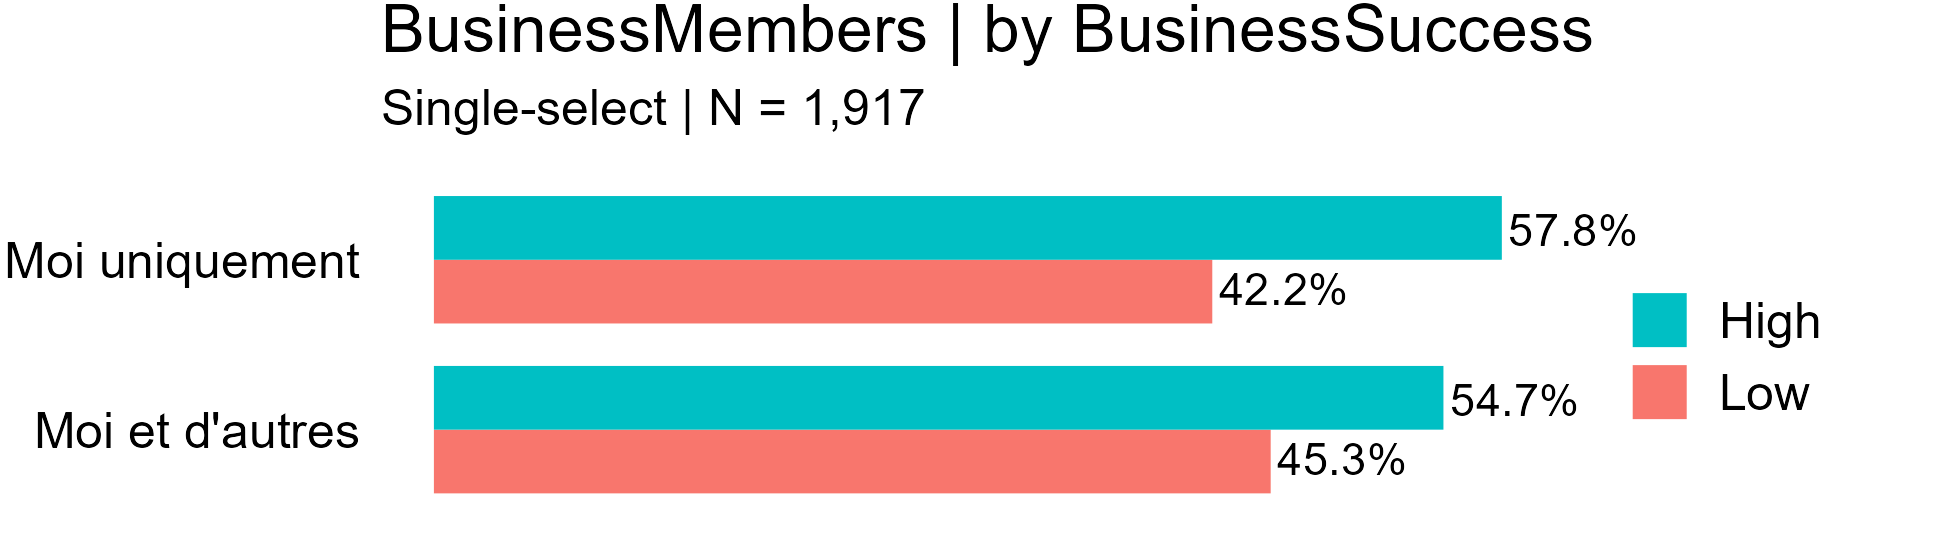 BusinessMembers | by BusinessSuccess
Single-select | N = 1,917
Moi uniquement
57.8%
42.2%
Moi et d'autres
54.7%
45.3%
High
Low